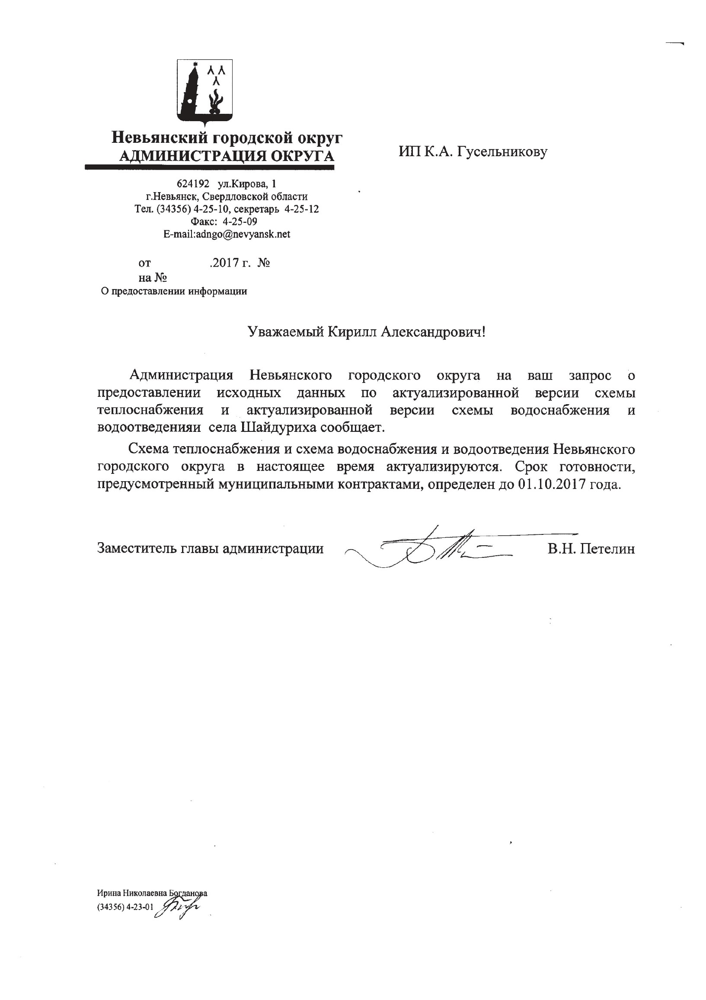 Невьянский городской округ
АДМИНИСТРАЦИЯ ОКРУГА
624192 ул.Кирова, 1
г.Невьянск, Свердловской области
Тел. (34356) 4-25-10, секретарь 4-25-12
Факс: 4-25-09
E-mail:adngo@nevyansk.net
от .2017 г. №
на №
О предоставлении информации
ИП К.А. Гусельникову
Уважаемый Кирилл Александрович!
Администрация Невьянского городского округа на ваш запрос о
предоставлении исходных данных по актуализированной версии схемы
теплоснабжения и актуализированной версии схемы водоснабжения и
водоотведенияи села Шайдуриха сообщает.
Схема теплоснабжения и схема водоснабжения и водоотведения Невьянского
городского округа в настоящее время актуализируются. Срок готовности,
предусмотренный муниципальными контрактами, определен до 01.10.2017 года.
Заместитель главы администрации В.Н. Петелин
Ирина Николаевна Богданова
(34356) 4-23-01